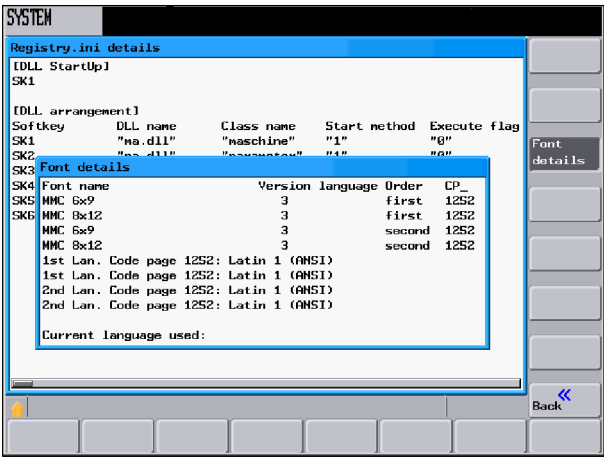 SYSTEM
Registry.ini details
[DLL StartUp]
SK1
[DLL arrangement]
Softkey DLL name Class name Start method Execute flag
SK1 "ma.dll" "maschine" "1" "0"
SK2 "pa.dll" "parameter" "1" "0"
SK3
SK4
SK5
SK6
Font details
Font name Version language Order CP_
MMC 6x9 3 first 1252
MMC 8x12 3 first 1252
MMC 6x9 3 second 1252
MMC 8x12 3 second 1252
1st Lan. Code page 1252: Latin 1 (ANSI)
1st Lan. Code page 1252: Latin 1 (ANSI)
2nd Lan. Code page 1252: Latin 1 (ANSI)
2nd Lan. Code page 1252: Latin 1 (ANSI)
Current language used:
Font
details
Back